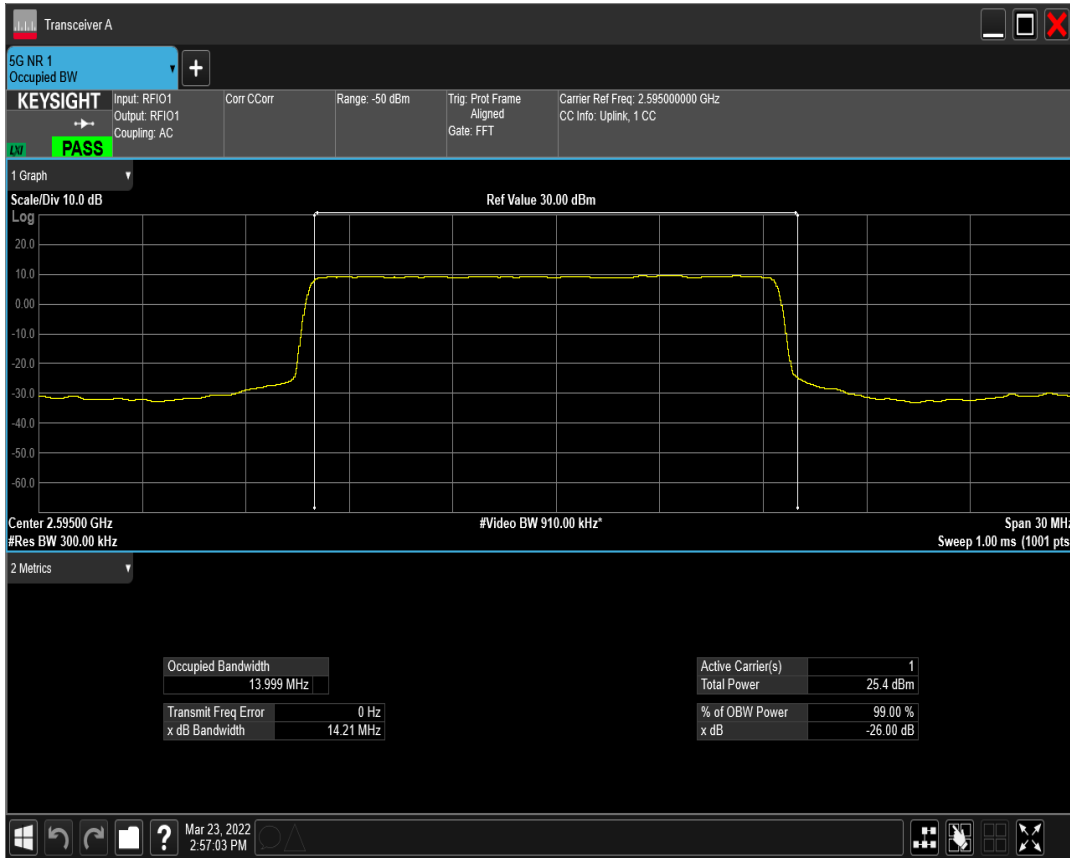 Transceiver A
5G NR 1
Occupied BW
+
KEYSIGHT
LXI
PASS
Input: RFIO1
Output: RFIO1
Coupling: AC
Corr CCorr
Range: -50 dBm
Trig: Prot Frame
Aligned
Gate: FFT
Carrier Ref Freq: 2.595000000 GHz
CC Info: Uplink, 1 CC
1 Graph
Scale/Div 10.0 dB
Ref Value 30.00 dBm
Log
20.0
10.0
0.00
-10.0
-20.0
-30.0
-40.0
-50.0
-60.0
Center 2.59500 GHz
#Video BW 910.00 kHz*
Span 30 MHz
#Res BW 300.00 kHz
Sweep 1.00 ms (1001 pts
2 Metrics
Occupied Bandwidth
13.999 MHz
Transmit Freq Error 0 Hz
x dB Bandwidth 14.21 MHz
Active Carrier(s) 1
Total Power 25.4 dBm
% of OBW Power 99.00 %
x dB -26.00 dB
?
Mar 23, 2022
2:57:03 PM